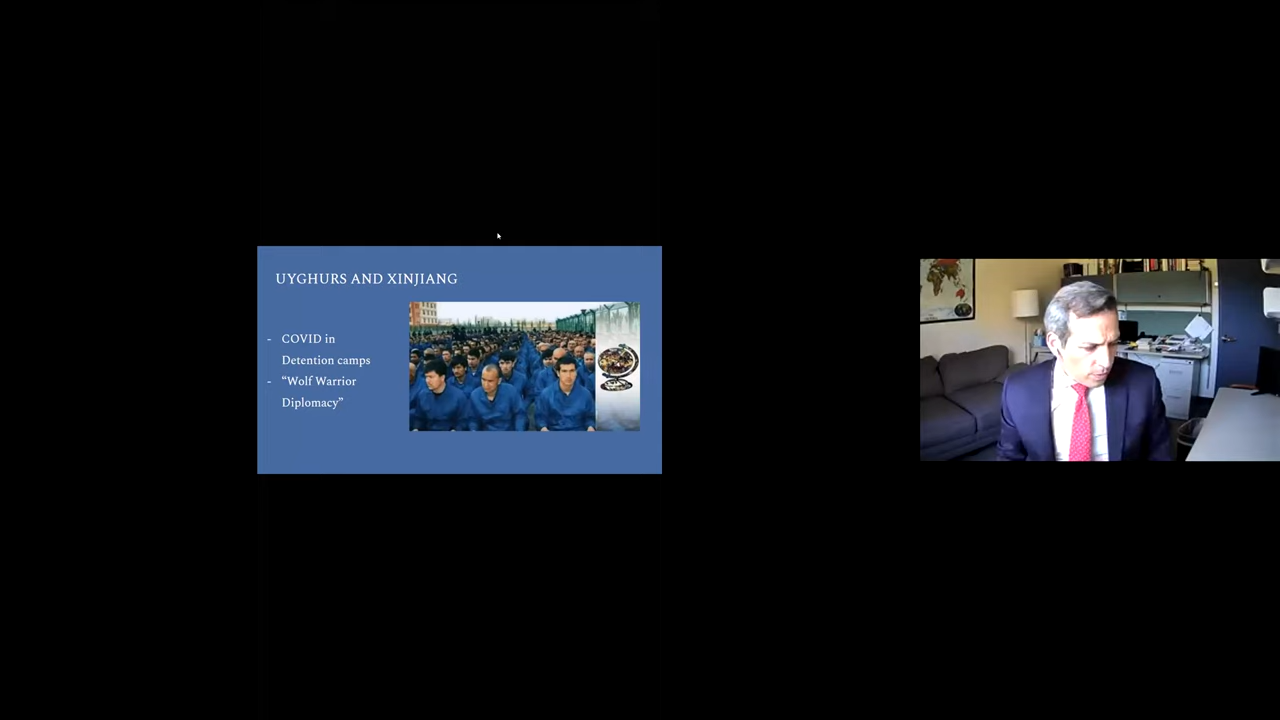 UYGHURS AND XINJIANG
- COVID in
Detention camps
- “Wolf Warrior
Diplomacy”